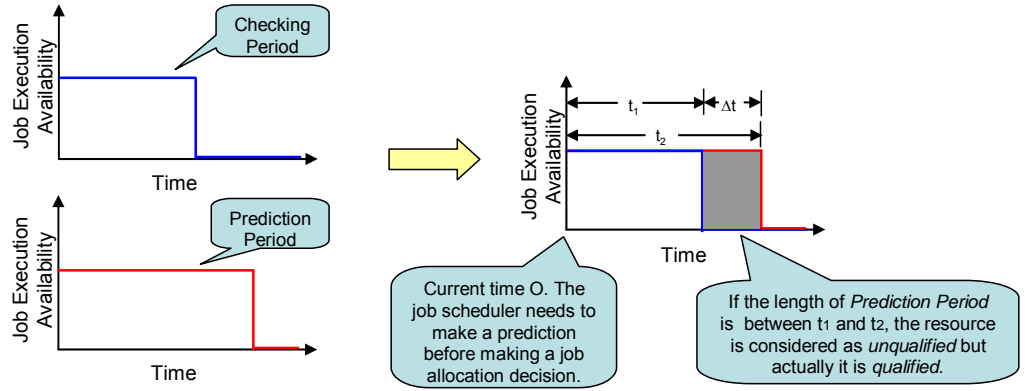 Checking
Period
Job Execution
Availability
Time
Prediction
Period
Job Execution
Availability
Time
t1
Δt
t2
Job Execution
Availability
Time
Current time O. The
job scheduler needs to
make a prediction
before making a job
allocation decision.
If the length of Prediction Period
is between t1 and t2, the resource
is considered as unqualified but
actually it is qualified.